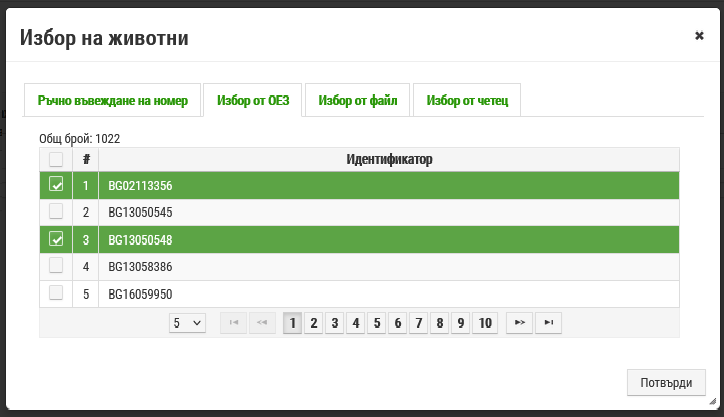 Избор на животни
Ръчно въвеждане на номер Избор от ОЕЗ Избор от файл Избор от четец
Общ брой: 1022
# Идентификатор
1 BG02113356
2 BG13050545
3 BG13050548
4 BG13058386
5 BG16059950
5 1 2 3 4 5 6 7 8 9 10
Потвърди